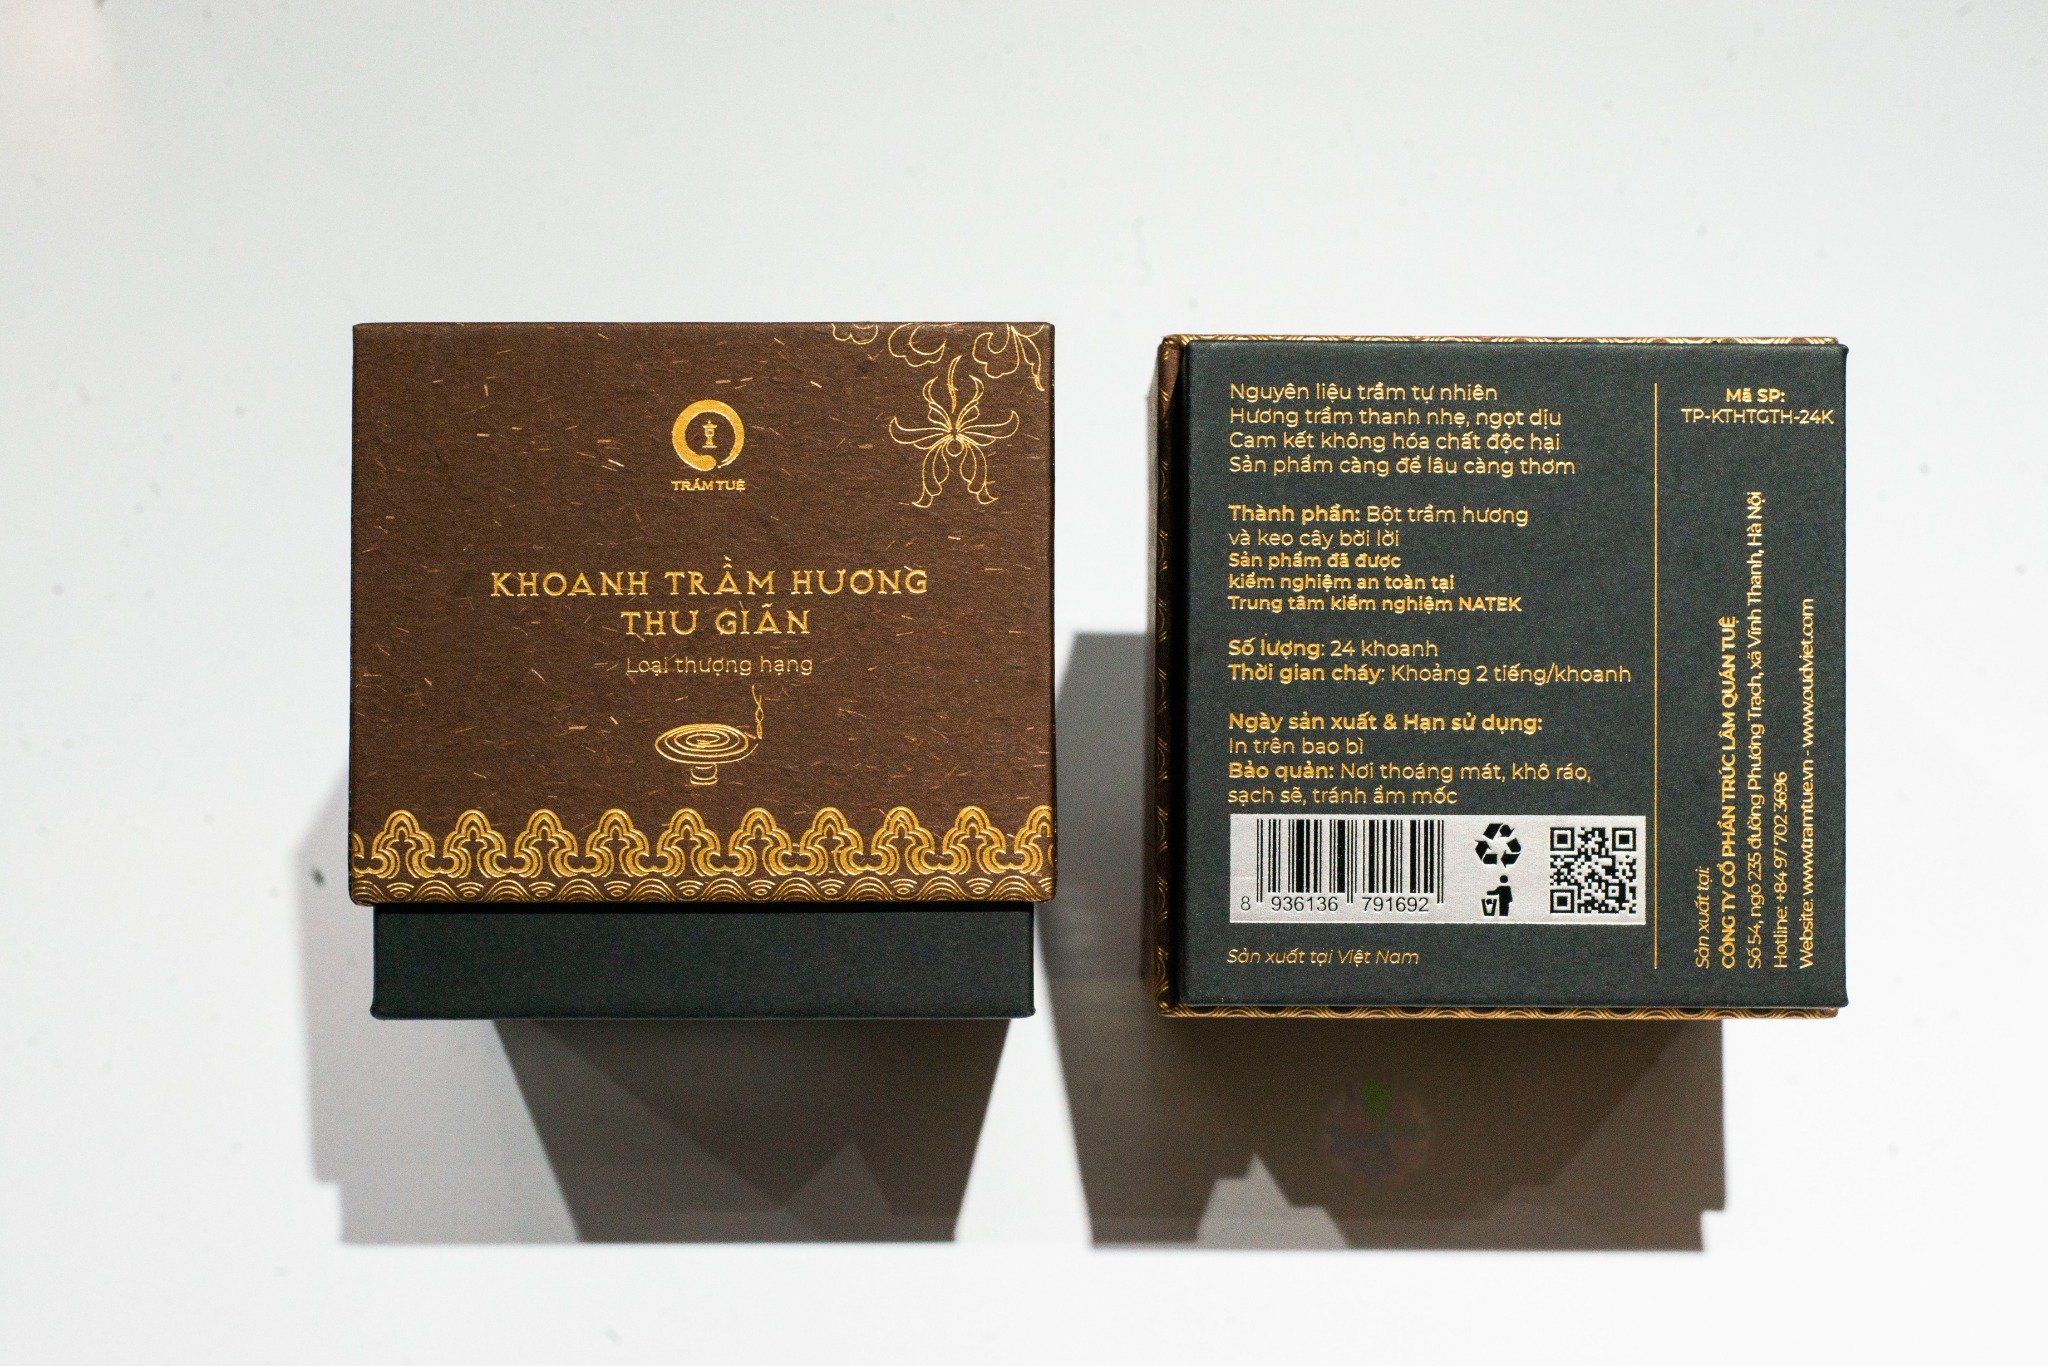 TRẦM TUỆ
KHOANH TRẦM HƯƠNG
THƯ GIÃN
Loại thượng hạng
Nguyên liệu trầm tự nhiên
Hương trầm thanh nhẹ, ngọt dịu
Cam kết không hóa chất độc hại
Sản phẩm càng để lâu càng thơm
Thành phần: Bột trầm hương
và keo cây bời lời
Sản phẩm đã được
kiểm nghiệm an toàn tại
Trung tâm kiểm nghiệm NATEK
Số lượng: 24 khoanh
Thời gian cháy: Khoảng 2 tiếng/khoanh
Ngày sản xuất & Hạn sử dụng:
In trên bao bì
Bảo quản: Nơi thoáng mát, khô ráo,
sạch sẽ, tránh ẩm mốc
8 936136 791692
Sản xuất tại Việt Nam
Mã SP:
TP-KTHTGTH-24K
Sản xuất tại:
CÔNG TY CỔ PHẦN TRÚC LÂM QUÁN TUỆ
Số 54, ngõ 235 đường Phương Trạch, xã Vĩnh Thanh, Hà Nội
Hotline: +84 97702 3696
Website: www.tramtue.vn - www.oudviet.com